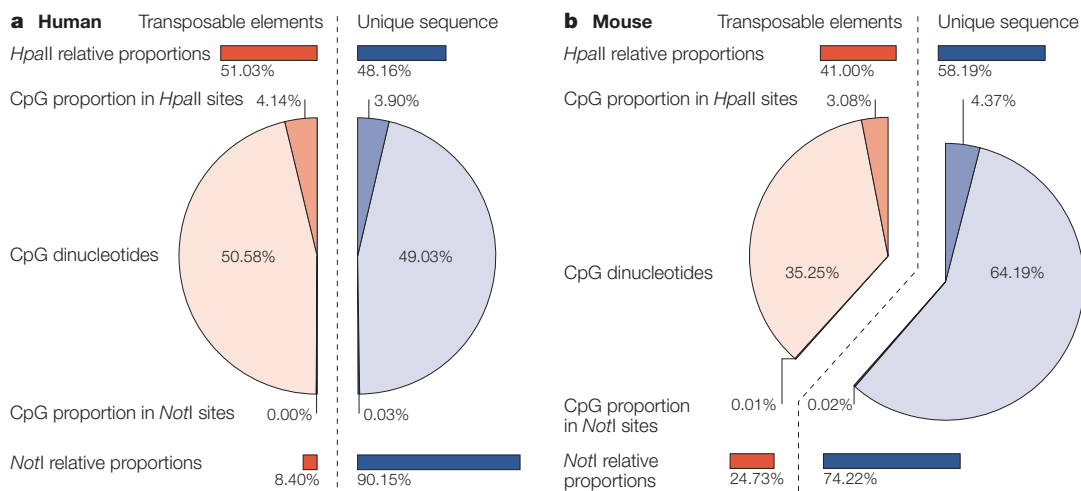 a Human Transposable elements Unique sequence
HpaII relative proportions
51.03% 48.16%
CpG proportion in HpaII sites 4.14% 3.90%
CpG dinucleotides 50.58% 49.03%
CpG proportion in NotI sites 0.00% 0.03%
NotI relative proportions
8.40% 90.15%
b Mouse Transposable elements Unique sequence
HpaII relative proportions
41.00% 58.19%
CpG proportion in HpaII sites 3.08% 4.37%
CpG dinucleotides 35.25% 64.19%
CpG proportion
in NotI sites 0.01% 0.02%
NotI relative
proportions 24.73% 74.22%